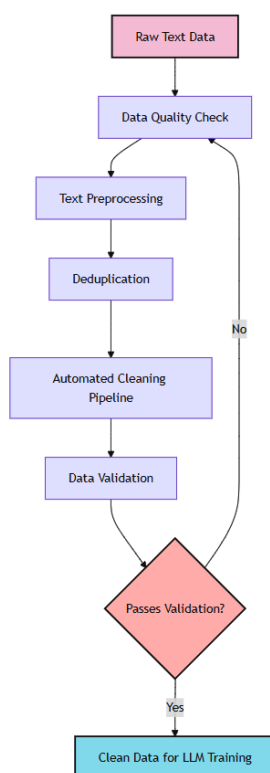 Raw Text Data
Data Quality Check
Text Preprocessing
Deduplication
No
Automated Cleaning
Pipeline
Data Validation
Passes Validation?
Yes
Clean Data for LLM Training